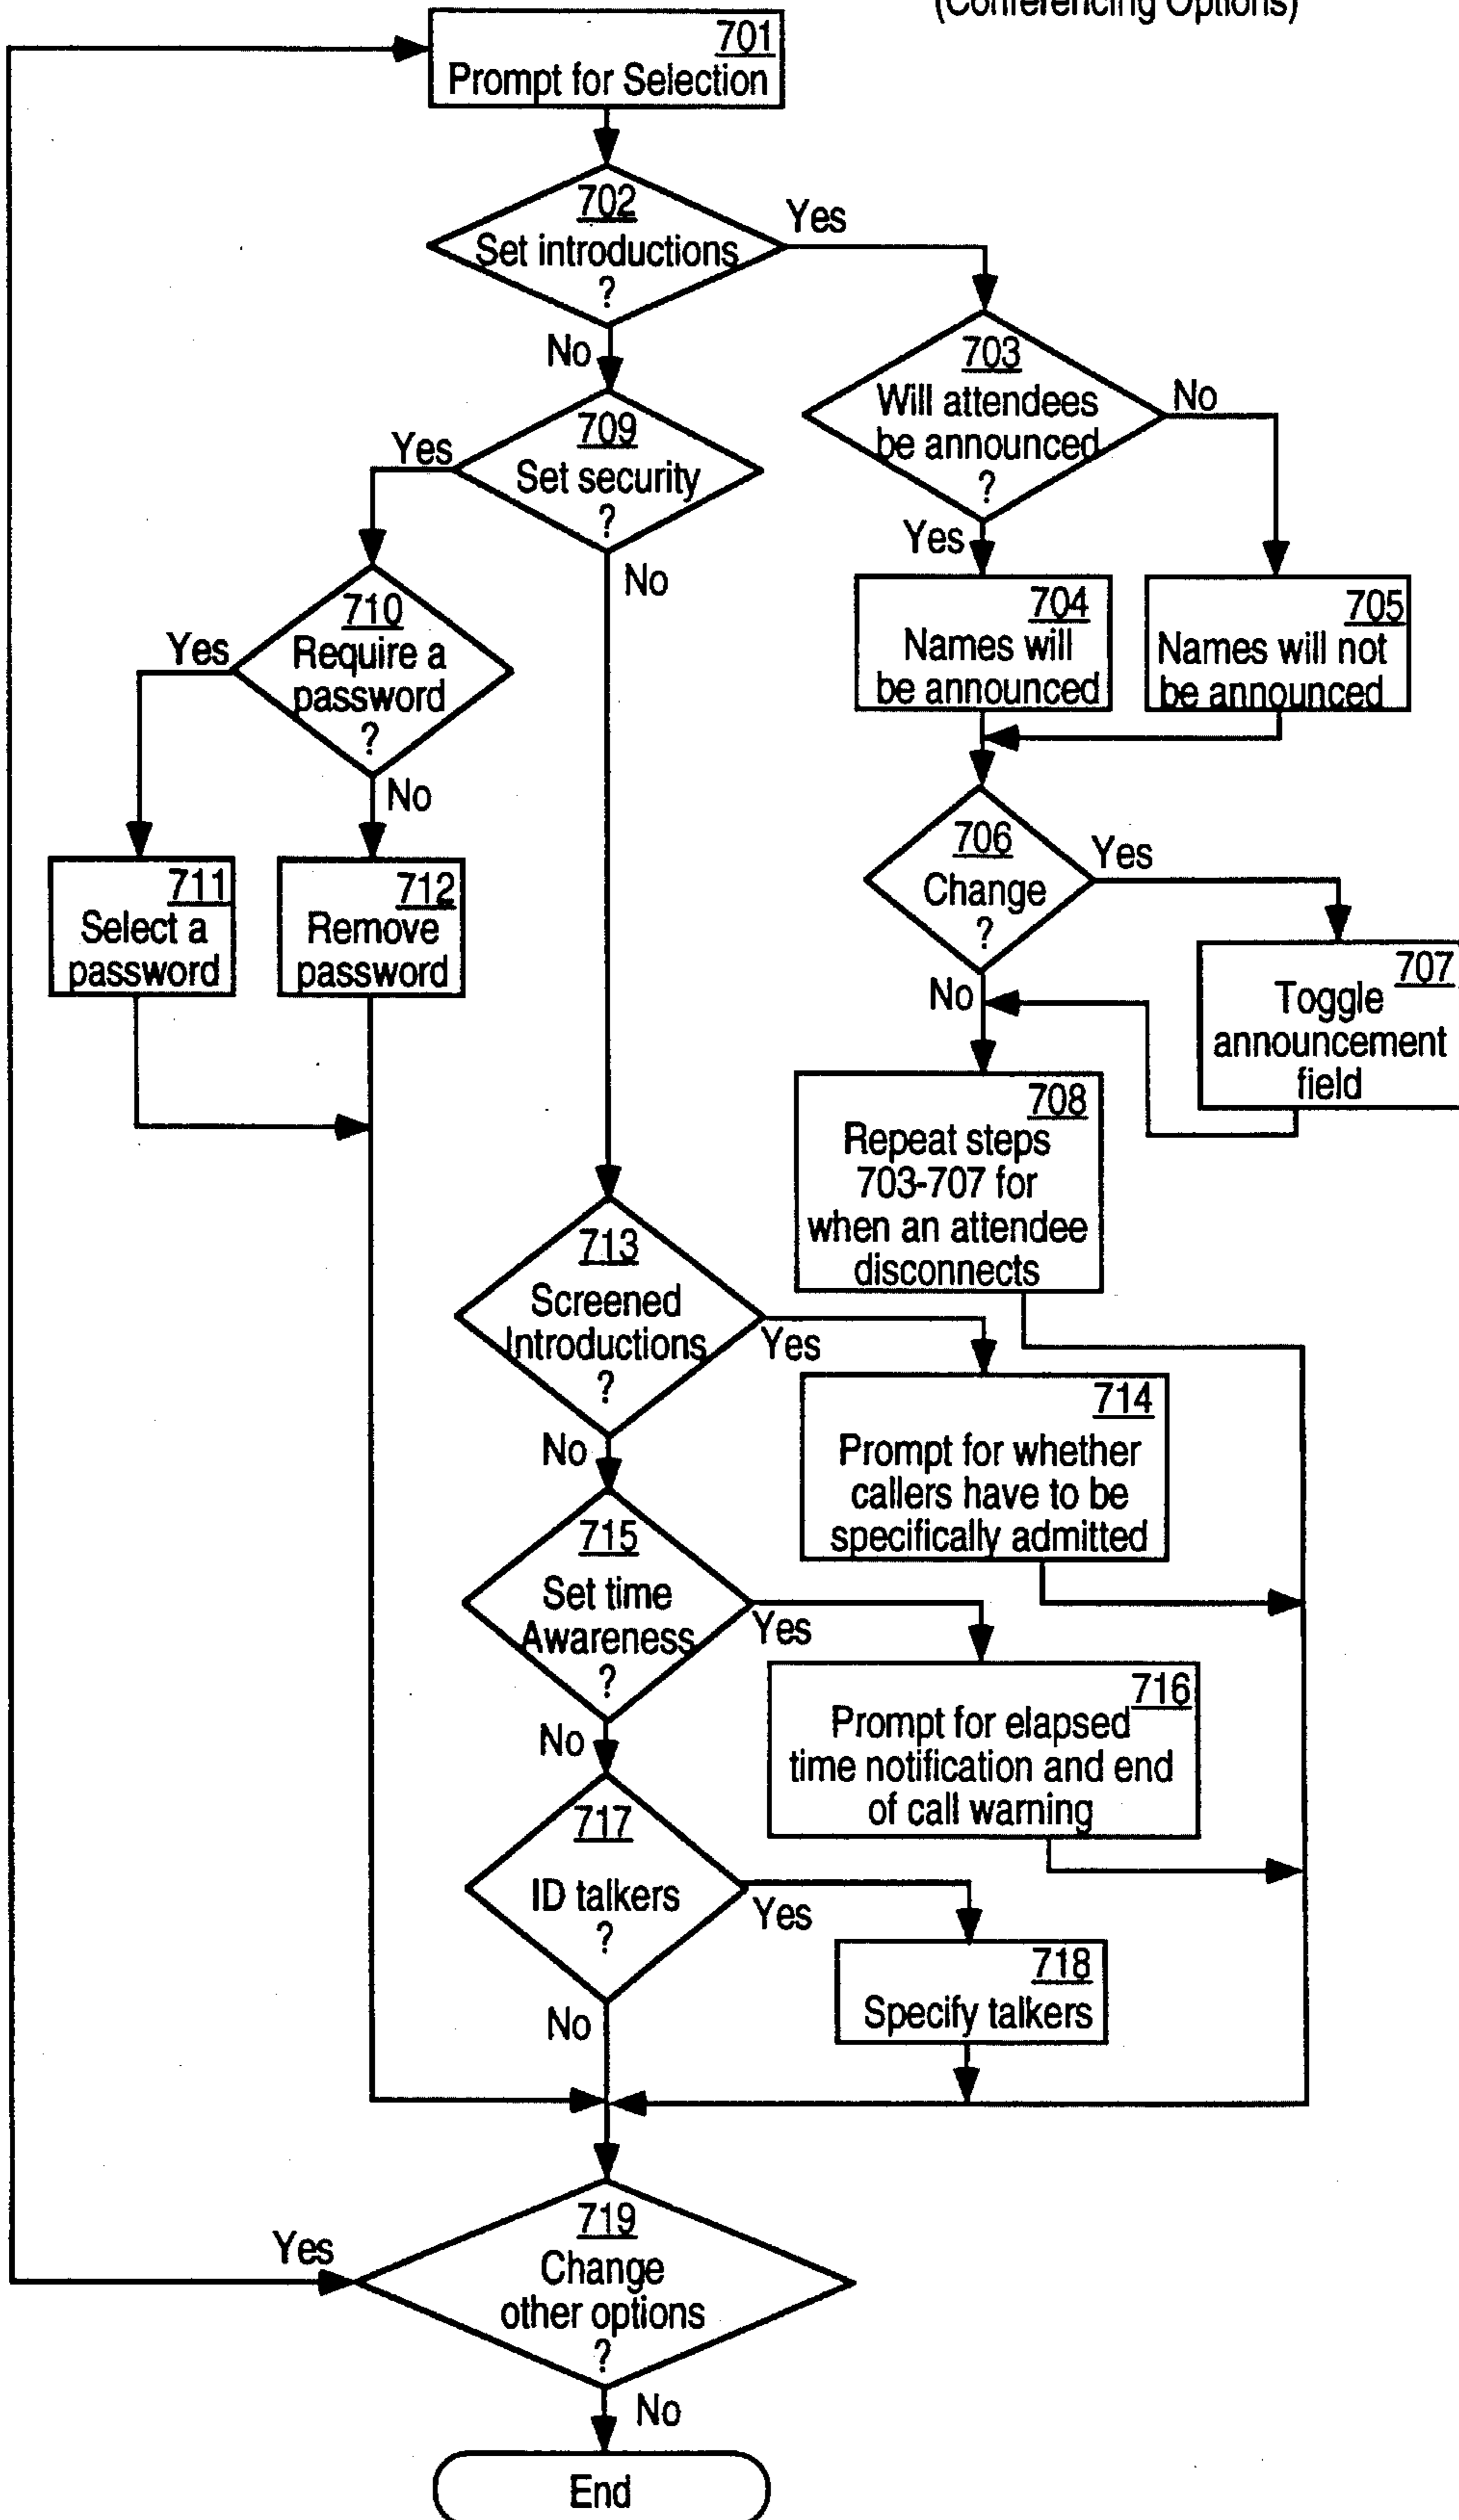 (Conferencing Options)
701
Prompt for Selection
702
Set introductions
?
Yes
No
703
Will attendees
be announced
?
No
Yes
709
Set security
?
Yes
No
704
Names will
be announced
705
Names will not
be announced
710
Require a
password
?
Yes
No
706
Change
?
Yes
No
711
Select a
password
712
Remove
password
707
Toggle
announcement
field
708
Repeat steps
703-707 for
when an attendee
disconnects
713
Screened
Introductions
?
Yes
No
714
Prompt for whether
callers have to be
specifically admitted
715
Set time
Awareness
?
Yes
No
716
Prompt for elapsed
time notification and end
of call warning
717
ID talkers
?
Yes
No
718
Specify talkers
719
Change
other options
?
Yes
No
End